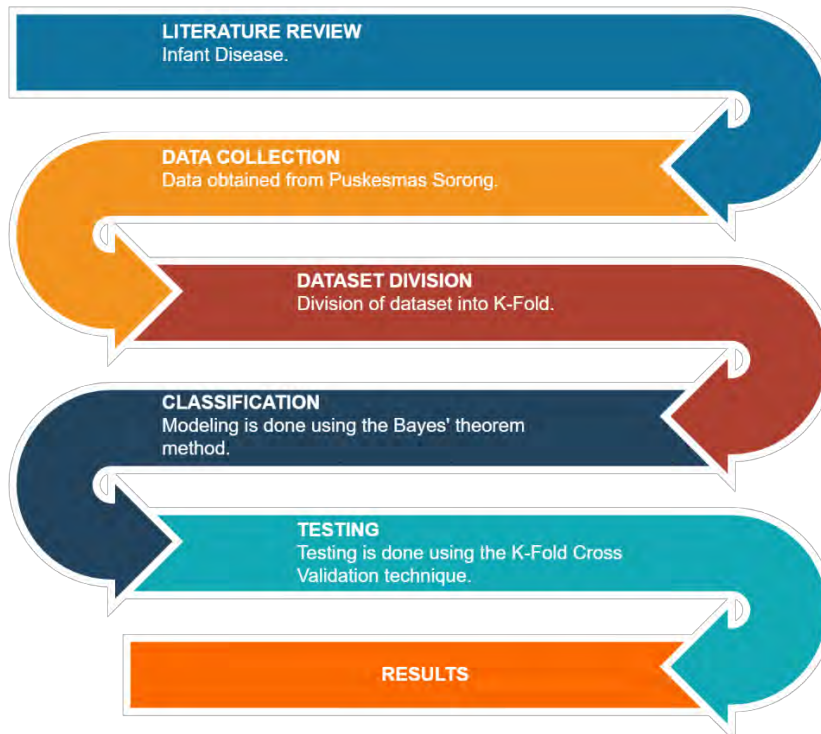 LITERATURE REVIEW
Infant Disease.
DATA COLLECTION
Data obtained from Puskesmas Sorong.
DATASET DIVISION
Division of dataset into K-Fold.
CLASSIFICATION
Modeling is done using the Bayes' theorem
method.
TESTING
Testing is done using the K-Fold Cross
Validation technique.
RESULTS